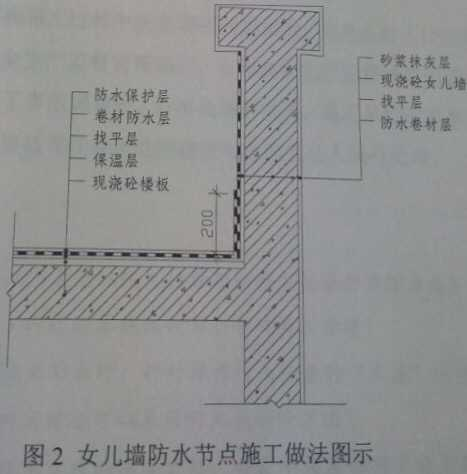 防水保护层
卷材防水层
找平层
保温层
现浇砼楼板
砂浆抹灰层
现浇砼女儿墙
找平层
防水卷材层
200
图2 女儿墙防水节点施工做法图示